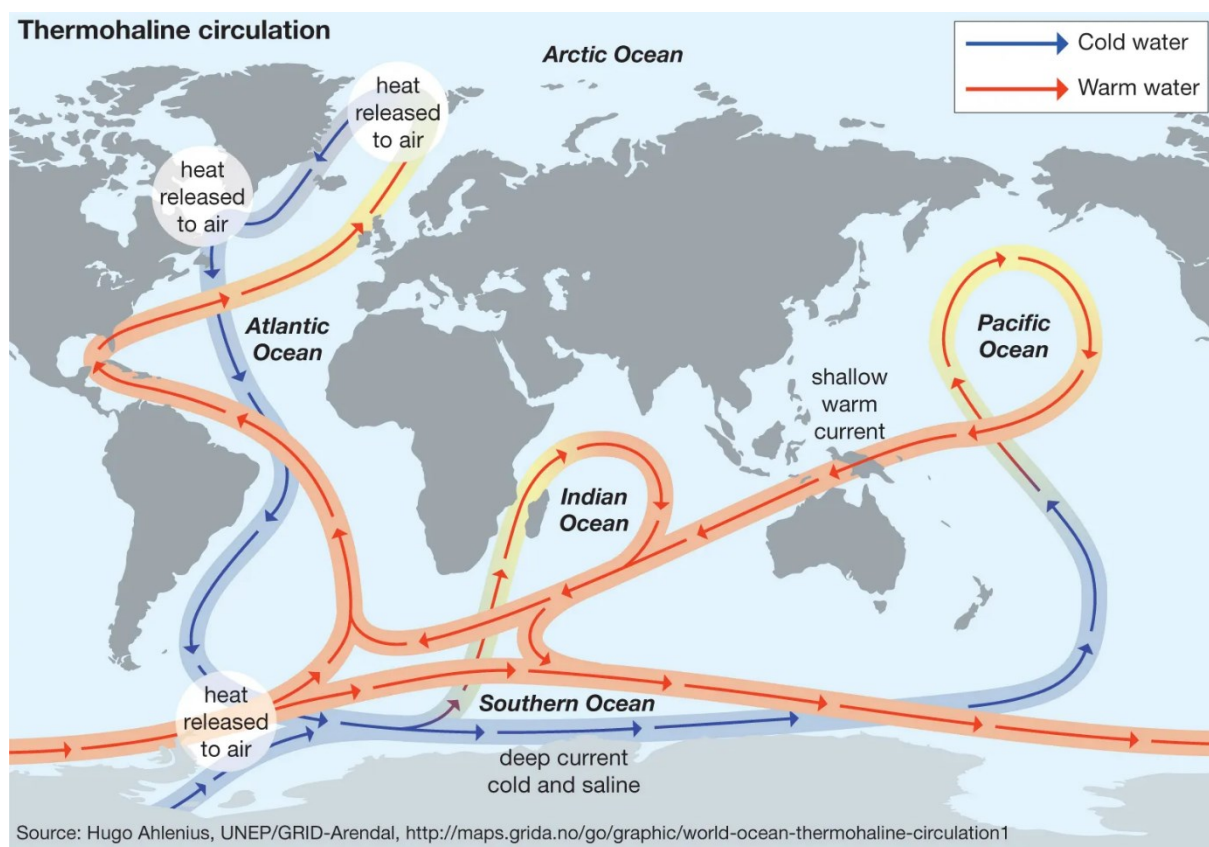 Thermohaline circulation
Arctic Ocean
Cold water
Warm water
heat
released
to air
heat
released
to air
Atlantic
Ocean
Pacific
Ocean
shallow
warm
current
Indian
Ocean
heat
released
to air
Southern Ocean
deep current
cold and saline
Source: Hugo Ahlenius, UNEP/GRID-Arendal, http://maps.grida.no/go/graphic/world-ocean-thermohaline-circulation1